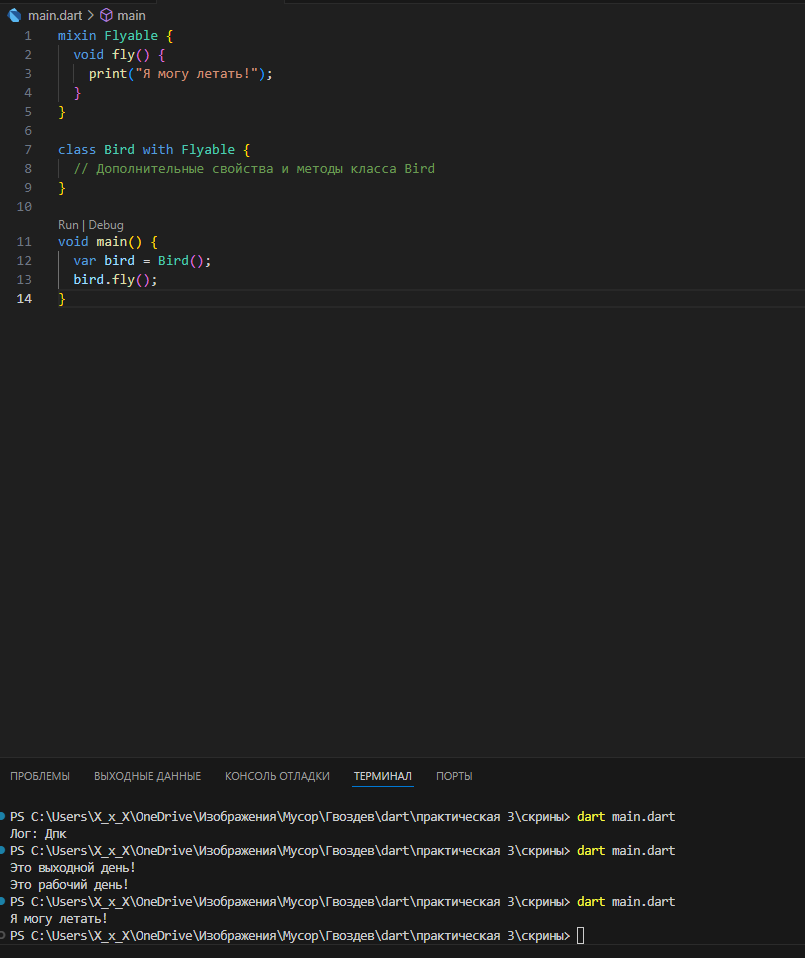 main.dart > main
1 mixin Flyable {
2 void fly() {
3 print("Я могу летать!");
4 }
5 }
6
7 class Bird with Flyable {
8 // Дополнительные свойства и методы класса Bird
9 }
10
Run | Debug
11 void main() {
12 var bird = Bird();
13 bird.fly();
14 }
ПРОБЛЕМЫ ВЫХОДНЫЕ ДАННЫЕ КОНСОЛЬ ОТЛАДКИ ТЕРМИНАЛ ПОРТЫ
PS C:\Users\X_x_X\OneDrive\Изображения\Мусор\Гвоздев\dart\практическая 3\скрины> dart main.dart
Лог: Дпк
PS C:\Users\X_x_X\OneDrive\Изображения\Мусор\Гвоздев\dart\практическая 3\скрины> dart main.dart
Это выходной день!
Это рабочий день!
PS C:\Users\X_x_X\OneDrive\Изображения\Мусор\Гвоздев\dart\практическая 3\скрины> dart main.dart
Я могу летать!
PS C:\Users\X_x_X\OneDrive\Изображения\Мусор\Гвоздев\dart\практическая 3\скрины>